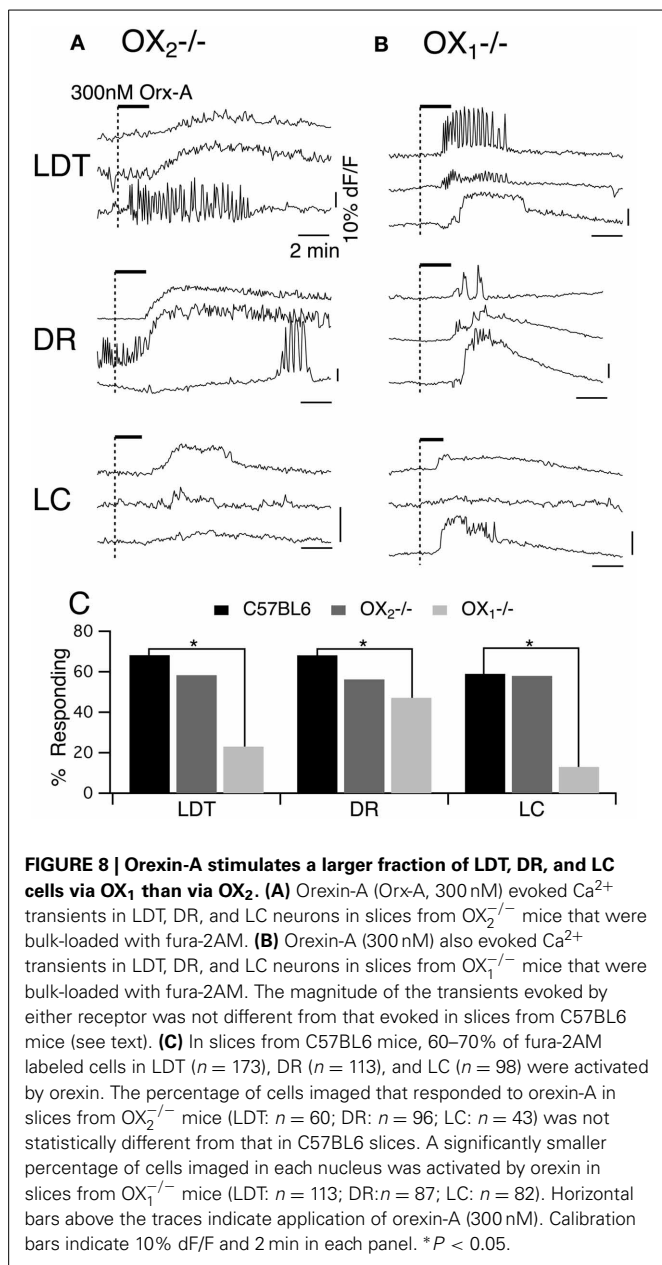 A OX₂-/- B OX₁-/-
300nM Orx-A
LDT
10% dF/F
2 min
DR
LC
C
C57BL6 OX₂-/- OX₁-/-
80
60
40
20
0
% Responding
* * *
LDT DR LC
FIGURE 8 | Orexin-A stimulates a larger fraction of LDT, DR, and LC
cells via OX₁ than via OX₂. (A) Orexin-A (Orx-A, 300 nM) evoked Ca²⁺
transients in LDT, DR, and LC neurons in slices from OX₂⁻/⁻ mice that were
bulk-loaded with fura-2AM. (B) Orexin-A (300 nM) also evoked Ca²⁺
transients in LDT, DR, and LC neurons in slices from OX₁⁻/⁻ mice that were
bulk-loaded with fura-2AM. The magnitude of the transients evoked by
either receptor was not different from that evoked in slices from C57BL6
mice (see text). (C) In slices from C57BL6 mice, 60–70% of fura-2AM
labeled cells in LDT (n = 173), DR (n = 113), and LC (n = 98) were activated
by orexin. The percentage of cells imaged that responded to orexin-A in
slices from OX₂⁻/⁻ mice (LDT: n = 60; DR: n = 96; LC: n = 43) was not
statistically different from that in C57BL6 slices. A significantly smaller
percentage of cells imaged in each nucleus was activated by orexin in
slices from OX₁⁻/⁻ mice (LDT: n = 113; DR:n = 87; LC: n = 82). Horizontal
bars above the traces indicate application of orexin-A (300 nM). Calibration
bars indicate 10% dF/F and 2 min in each panel. *P < 0.05.